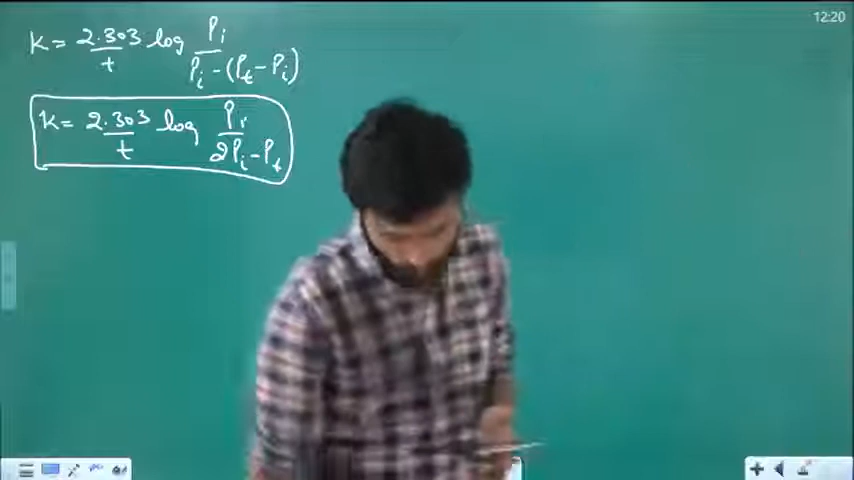 12:20
K = 2.303/t log Pi/Pi - (Pt - Pi)
K = 2.303/t log Pi/2Pi - Pt